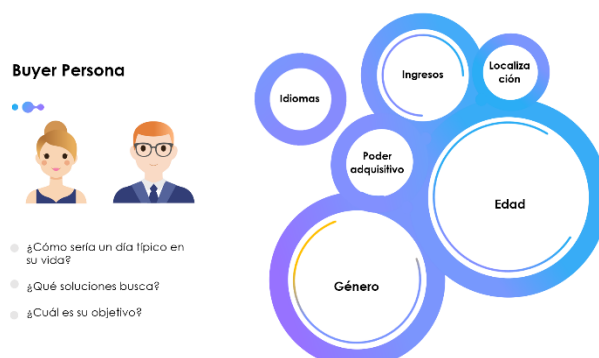 Buyer Persona
¿Cómo sería un día típico en
su vida?
¿Qué soluciones busca?
¿Cuál es su objetivo?
Idiomas
Ingresos
Localiza
ción
Poder
adquisitivo
Edad
Género